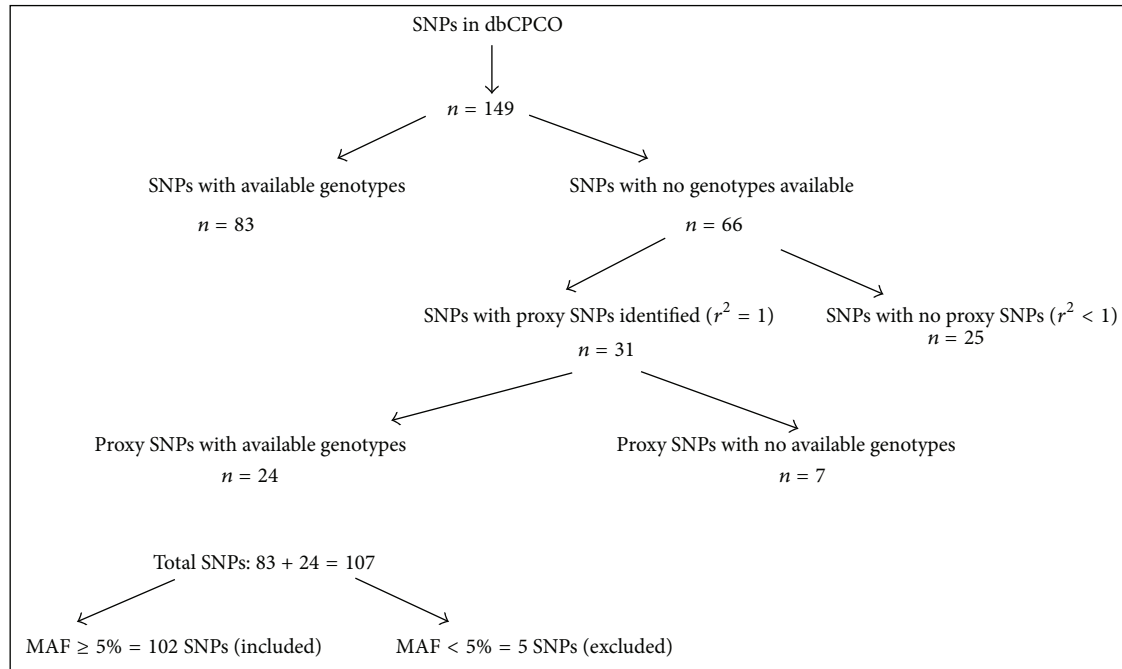 SNPs in dbCPCO
n = 149
SNPs with available genotypes
SNPs with no genotypes available
n = 83
n = 66
SNPs with proxy SNPs identified (r² = 1)
SNPs with no proxy SNPs (r² < 1)
n = 31
n = 25
Proxy SNPs with available genotypes
Proxy SNPs with no available genotypes
n = 24
n = 7
Total SNPs: 83 + 24 = 107
MAF ≥ 5% = 102 SNPs (included)
MAF < 5% = 5 SNPs (excluded)